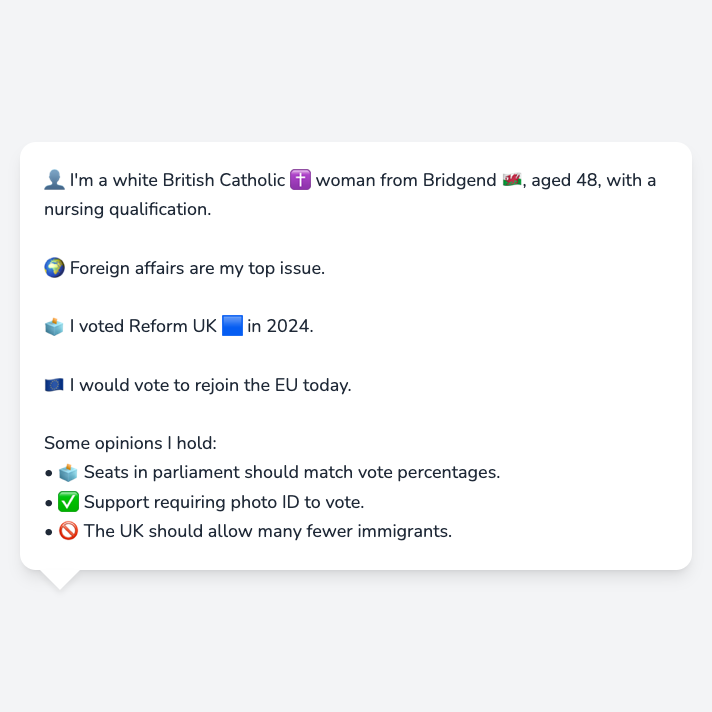 👤 I'm a white British Catholic ✝️ woman from Bridgend 🏴󠁧󠁢󠁷󠁬󠁳󠁿, aged 48, with a
nursing qualification.
🌍 Foreign affairs are my top issue.
🗳️ I voted Reform UK 🟦 in 2024.
🇪🇺 I would vote to rejoin the EU today.
Some opinions I hold:
• 🗳️ Seats in parliament should match vote percentages.
• ✅ Support requiring photo ID to vote.
• 🚫 The UK should allow many fewer immigrants.